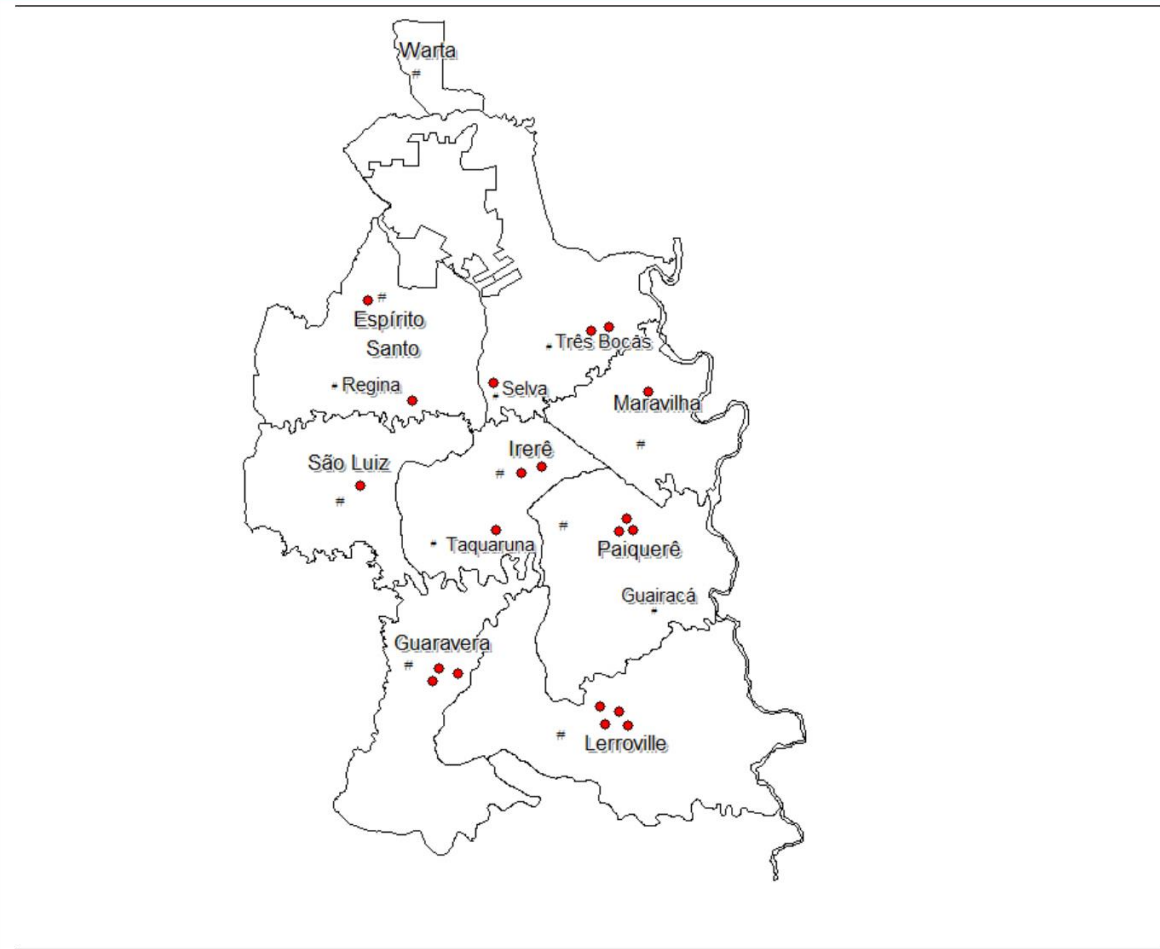 Warta
#
#
Espírito
Santo
Três Bocas
Regina
Selva
Maravilha
#
Irerê
#
São Luiz
#
#
Taquaruna
Paiquerê
Guairacá
Guaravera
#
#
Lerroville